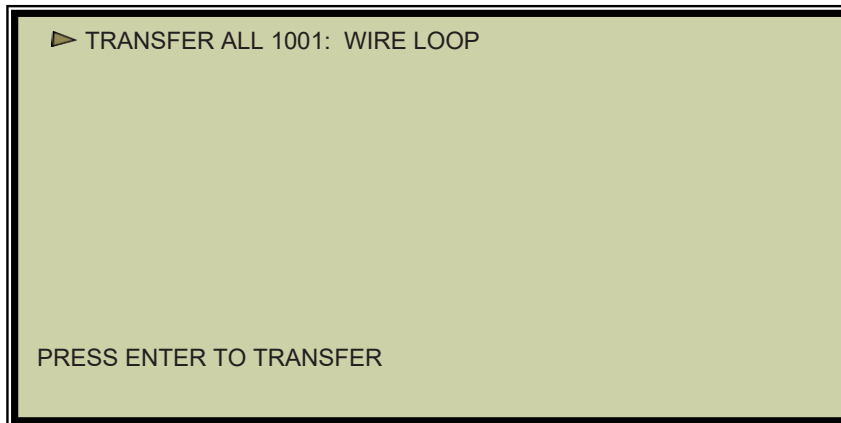 TRANSFER ALL 1001: WIRE LOOP
PRESS ENTER TO TRANSFER